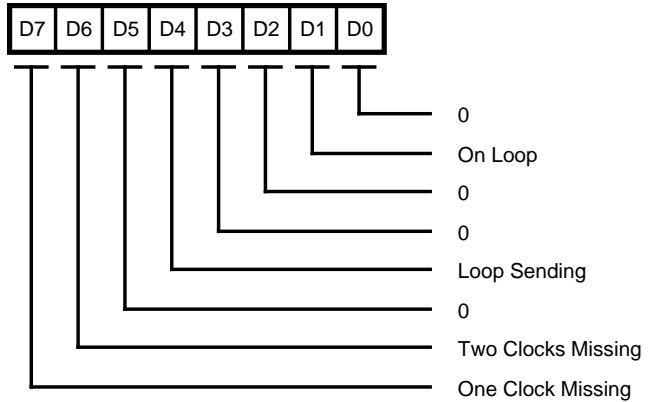 D7 D6 D5 D4 D3 D2 D1 D0
0
On Loop
0
0
Loop Sending
0
Two Clocks Missing
One Clock Missing